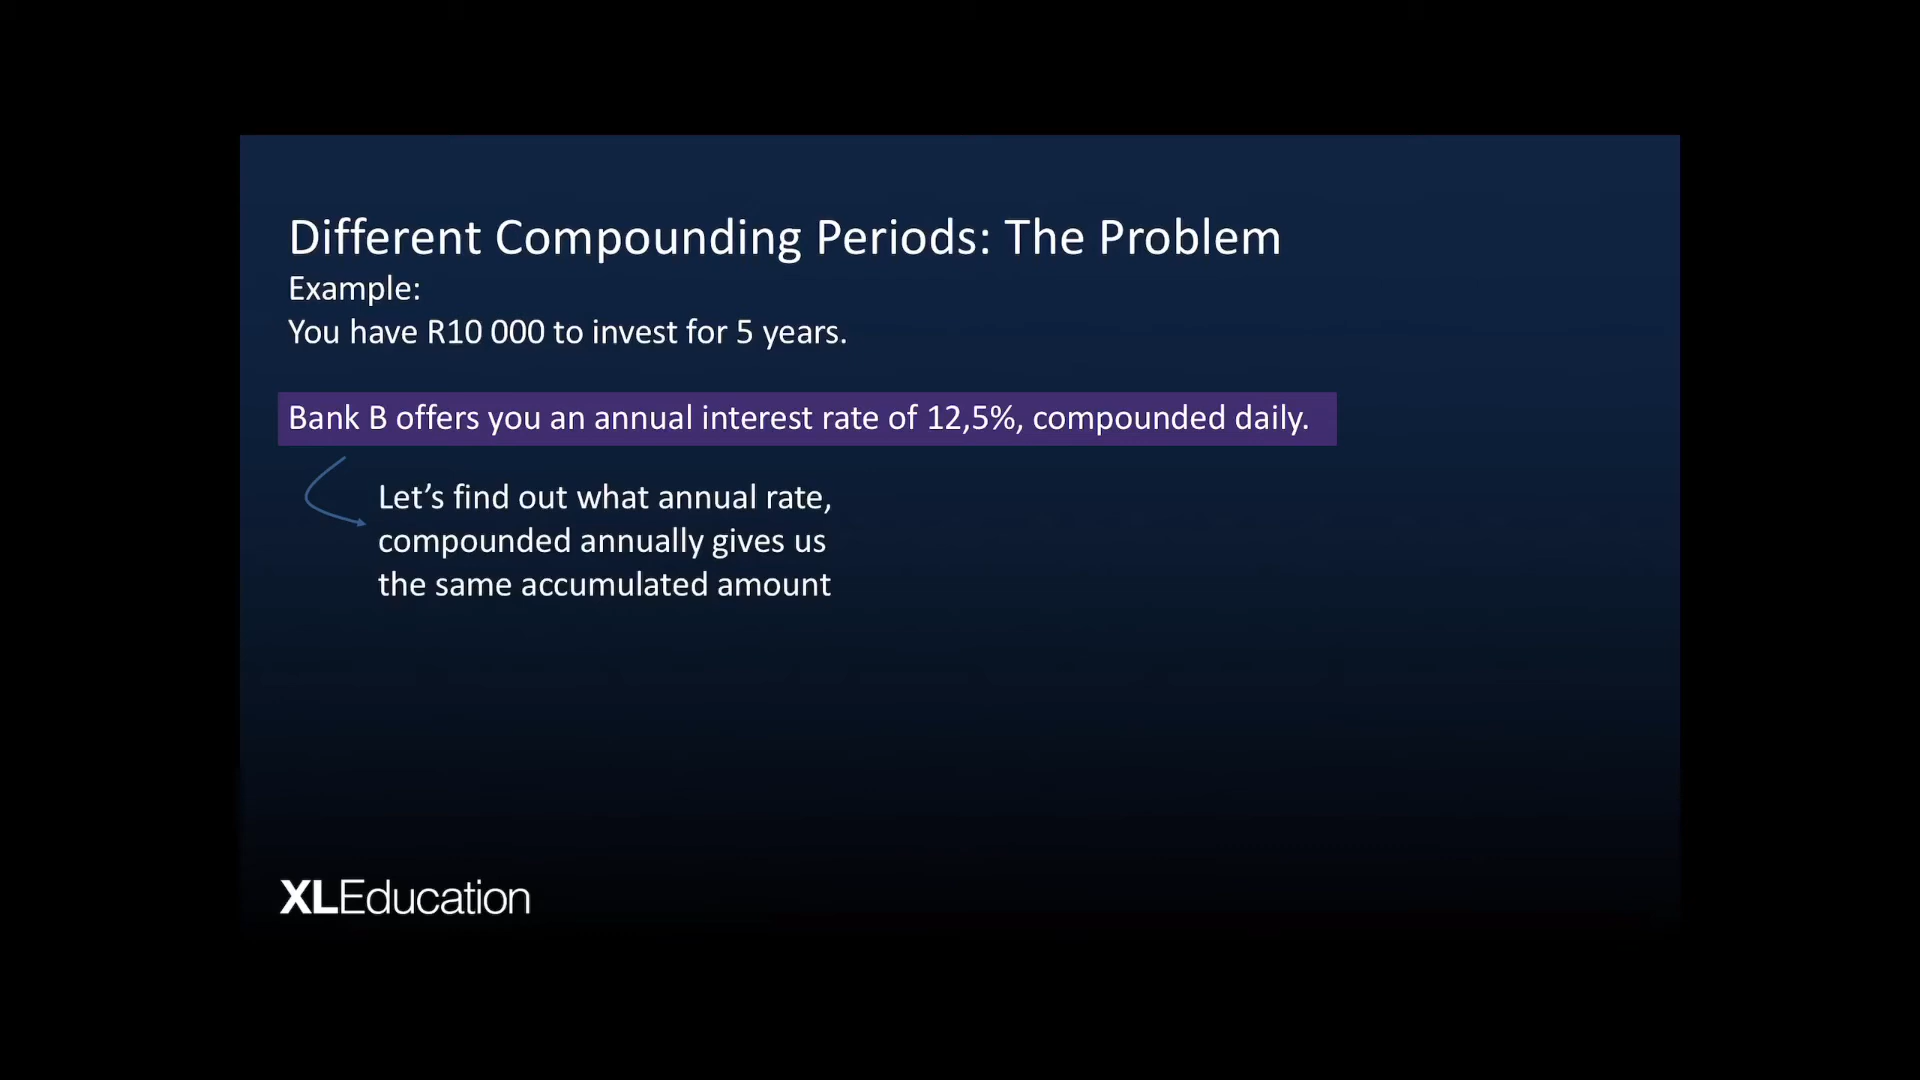 Different Compounding Periods: The Problem
Example:
You have R10 000 to invest for 5 years.
Bank B offers you an annual interest rate of 12,5%, compounded daily.
Let’s find out what annual rate,
compounded annually gives us
the same accumulated amount
XLEducation